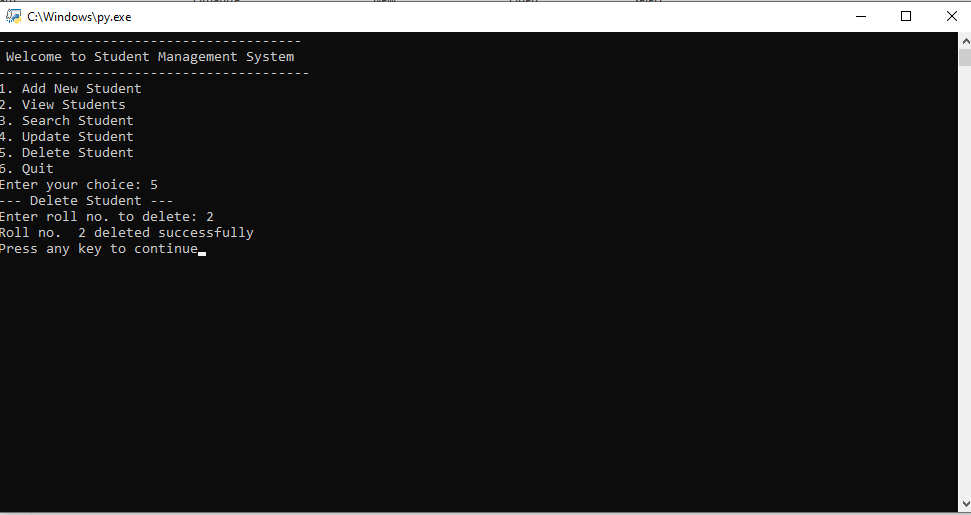 C:\Windows\py.exe
--------------------------------------
 Welcome to Student Management System
---------------------------------------
1. Add New Student
2. View Students
3. Search Student
4. Update Student
5. Delete Student
6. Quit
Enter your choice: 5
--- Delete Student ---
Enter roll no. to delete: 2
Roll no.  2 deleted successfully
Press any key to continue